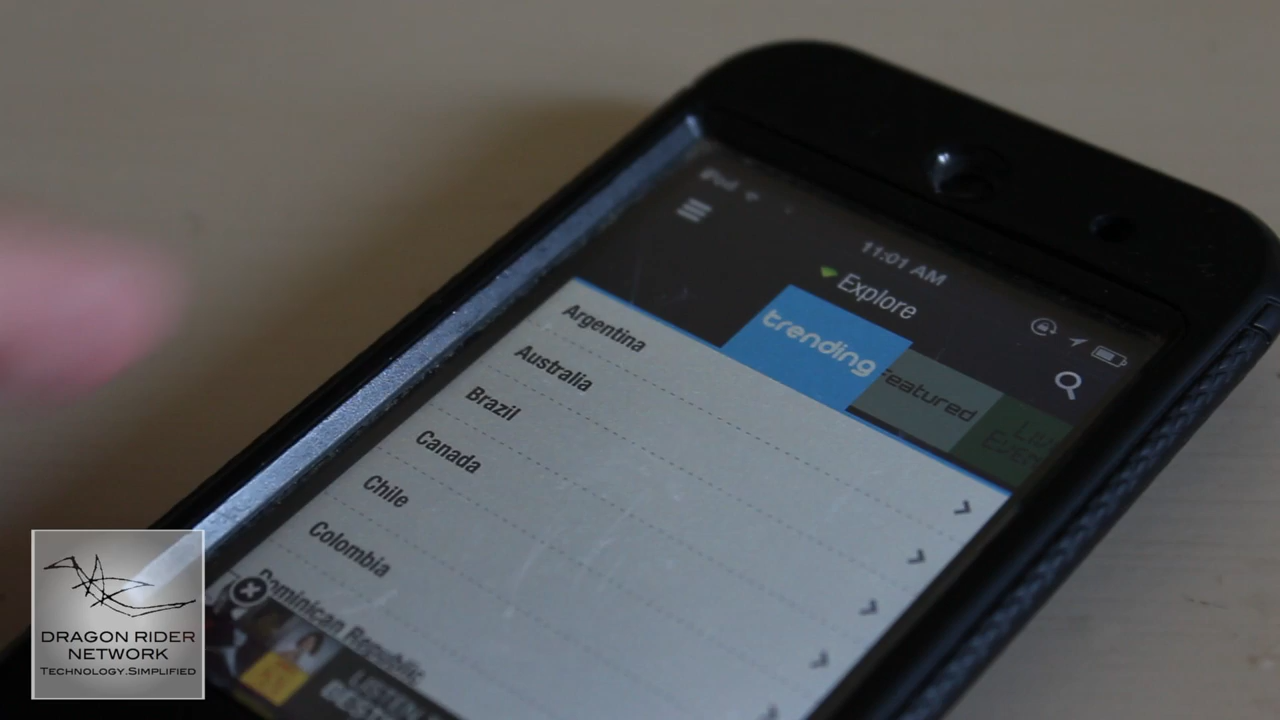 iPod
11:01 AM
Explore
trending
Featured
Argentina
Australia
Brazil
Canada
Chile
Colombia
Dominican Republic
LISTEN
DRAGON RIDER
NETWORK
TECHNOLOGY.SIMPLIFIED